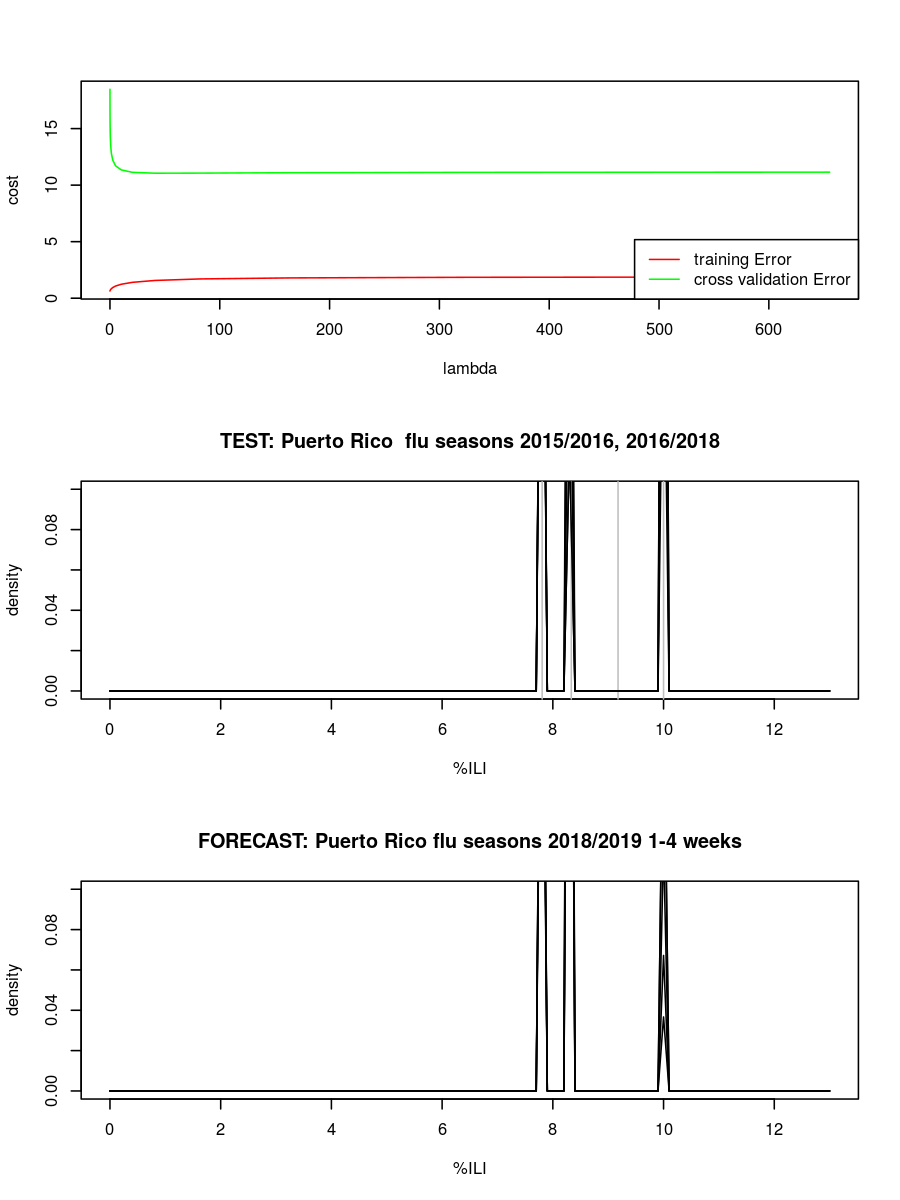 15
10
5
0
cost
training Error
cross validation Error
0 100 200 300 400 500 600
lambda
TEST: Puerto Rico  flu seasons 2015/2016, 2016/2018
0.08
0.04
0.00
density
0 2 4 6 8 10 12
%ILI
FORECAST: Puerto Rico flu seasons 2018/2019 1-4 weeks
0.08
0.04
0.00
density
0 2 4 6 8 10 12
%ILI